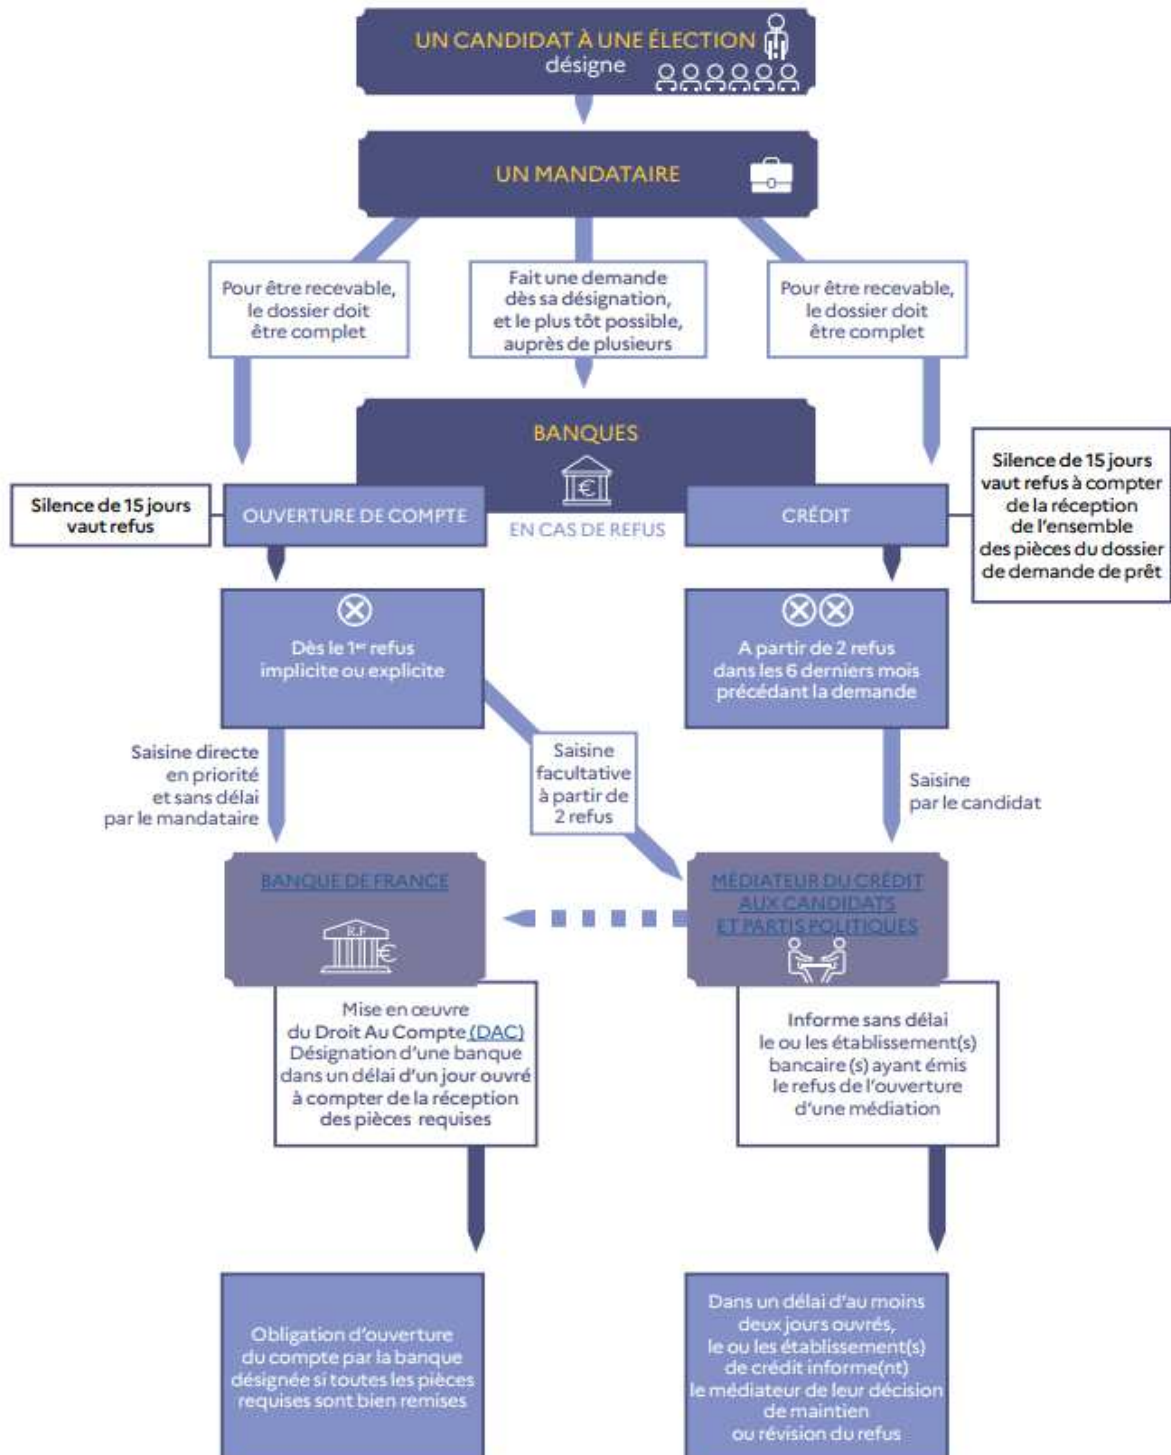 UN CANDIDAT À UNE ÉLECTION
désigne
UN MANDATAIRE
Pour être recevable,
le dossier doit
être complet
Fait une demande
dès sa désignation,
et le plus tôt possible,
auprès de plusieurs
Pour être recevable,
le dossier doit
être complet
BANQUES
€
Silence de 15 jours
vaut refus
OUVERTURE DE COMPTE
EN CAS DE REFUS
CRÉDIT
Silence de 15 jours
vaut refus à compter
de la réception
de l'ensemble
des pièces du dossier
de demande de prêt
Dès le 1er refus
implicite ou explicite
A partir de 2 refus
dans les 6 derniers mois
précédant la demande
Saisine directe
en priorité
et sans délai
par le mandataire
Saisine
facultative
à partir de
2 refus
Saisine
par le candidat
BANQUE DE FRANCE
R.F
€
MÉDIATEUR DU CRÉDIT
AUX CANDIDATS
ET PARTIS POLITIQUES
Mise en œuvre
du Droit Au Compte (DAC)
Désignation d'une banque
dans un délai d'un jour ouvré
à compter de la réception
des pièces requises
Informe sans délai
le ou les établissement(s)
bancaire (s) ayant émis
le refus de l'ouverture
d'une médiation
Obligation d'ouverture
du compte par la banque
désignée si toutes les pièces
requises sont bien remises
Dans un délai d'au moins
deux jours ouvrés,
le ou les établissement(s)
de crédit informe(nt)
le médiateur de leur décision
de maintien
ou révision du refus